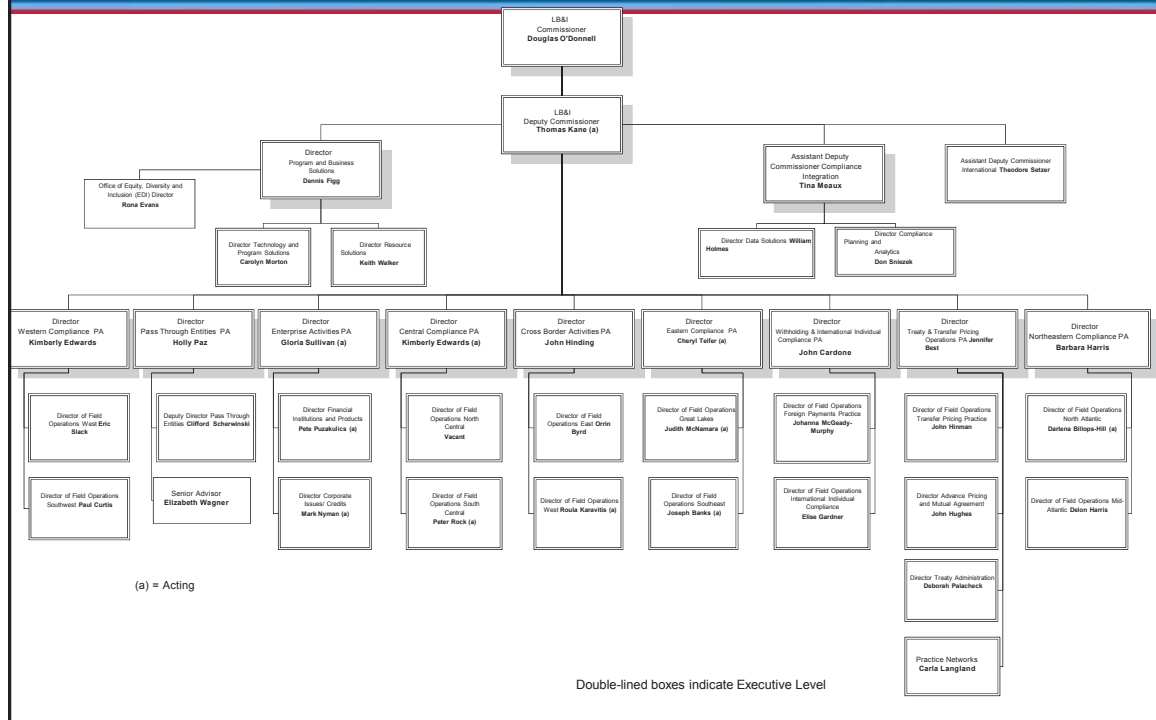 LB&I
Commissioner
Douglas O'Donnell
LB&I
Deputy Commissioner
Thomas Kane (a)
Director
Program and Business
Solutions
Dennis Figg
Assistant Deputy
Commissioner Compliance
Integration
Tina Meaux
Assistant Deputy Commissioner
International Theodore Setzer
Office of Equity, Diversity and
Inclusion (EDI) Director
Rona Evans
Director Technology and
Program Solutions
Carolyn Morton
Director Resource
Solutions
Keith Walker
Director Data Solutions William
Holmes
Director Compliance
Planning and
Analytics
Don Sniezek
Director
Western Compliance PA
Kimberly Edwards
Director
Pass Through Entities PA
Holly Paz
Director
Enterprise Activities PA
Gloria Sullivan (a)
Director
Central Compliance PA
Kimberly Edwards (a)
Director
Cross Border Activities PA
John Hinding
Director
Eastern Compliance PA
Cheryl Teifer (a)
Director
Withholding & International Individual
Compliance PA
John Cardone
Director
Treaty & Transfer Pricing
Operations PA Jennifer
Best
Director
Northeastern Compliance PA
Barbara Harris
Director of Field
Operations West Eric
Slack
Deputy Director Pass Through
Entities Clifford Scherwinski
Director Financial
Institutions and Products
Pete Puzakulics (a)
Director of Field
Operations North
Central
Vacant
Director of Field
Operations East Orrin
Byrd
Director of Field Operations
Great Lakes
Judith McNamara (a)
Director of Field Operations
Foreign Payments Practice
Johanna McGeady-
Murphy
Director of Field Operations
Transfer Pricing Practice
John Hinman
Director of Field Operations
North Atlantic
Darlena Billops-Hill (a)
Director of Field Operations
Southwest Paul Curtis
Senior Advisor
Elizabeth Wagner
Director Corporate
Issues/ Credits
Mark Nyman (a)
Director of Field
Operations South
Central
Peter Rock (a)
Director of Field Operations
West Roula Karavitis (a)
Director of Field
Operations Southeast
Joseph Banks (a)
Director of Field Operations
International Individual
Compliance
Elise Gardner
Director Advance Pricing
and Mutual Agreement
John Hughes
Director of Field Operations Mid-
Atlantic Delon Harris
(a) = Acting
Director Treaty Administration
Deborah Palacheck
Practice Networks
Carla Langland
Double-lined boxes indicate Executive Level